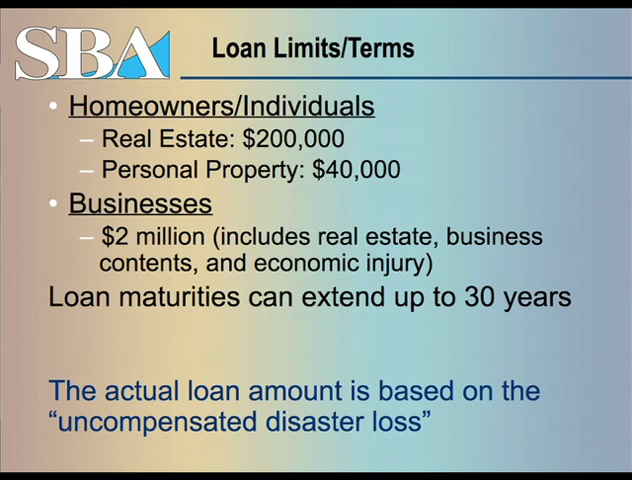 SBA
Loan Limits/Terms
• Homeowners/Individuals
– Real Estate: $200,000
– Personal Property: $40,000
• Businesses
– $2 million (includes real estate, business
contents, and economic injury)
Loan maturities can extend up to 30 years
The actual loan amount is based on the
“uncompensated disaster loss”